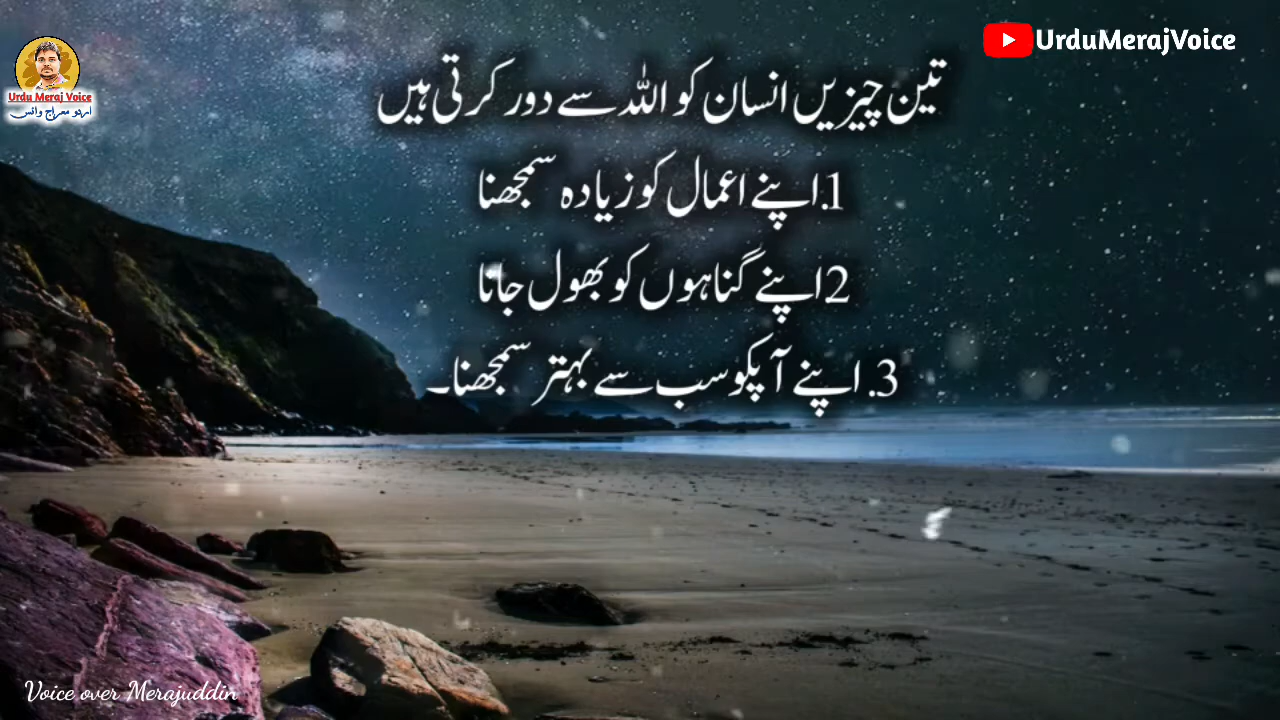 UrduMerajVoice
Urdu Meraj Voice
اردو معراج وائس
تین چیزیں انسان کو اللہ سے دور کرتی ہیں
1.اپنے اعمال کو زیادہ سمجھنا
2اپنے گناہوں کو بھول جانا
3. اپنے آپکو سب سے بہتر سمجھنا۔
Voice over Merajuddin